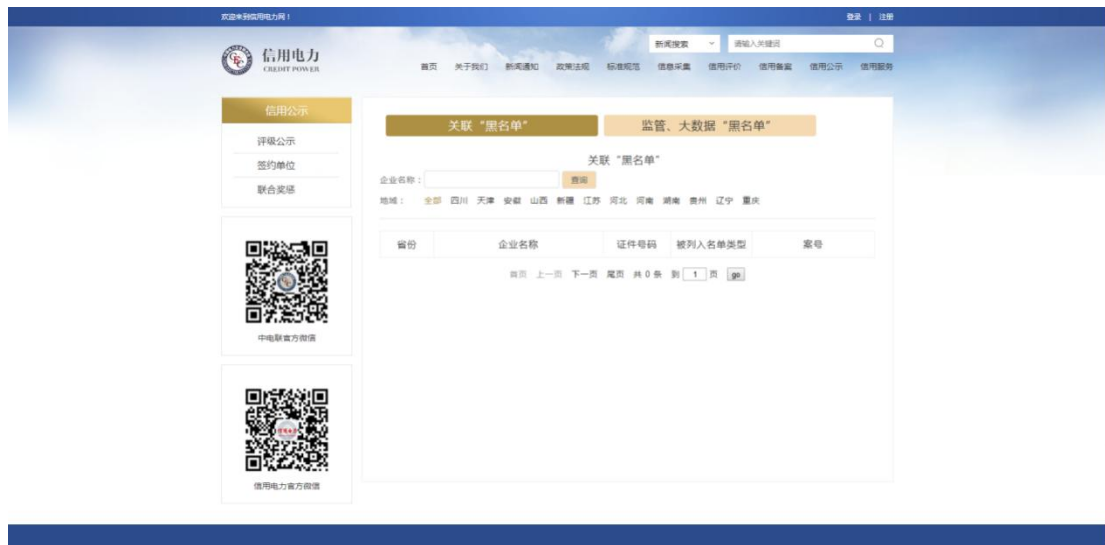 欢迎来到信用电力网！
登录 | 注册
信用电力
CREDIT POWER
新闻搜索 请输入关键词
首页 关于我们 新闻通知 政策法规 标准规范 信息采集 信用评价 信用备案 信用公示 信用服务
信用公示
评级公示
签约单位
联合奖惩
中电联官方微信
信用电力官方微信
关联“黑名单” 监管、大数据“黑名单”
关联“黑名单”
企业名称： 查询
地域： 全部 四川 天津 安徽 山西 新疆 江苏 河北 河南 湖南 贵州 辽宁 重庆
省份 企业名称 证件号码 被列入名单类型 案号
首页 上一页 下一页 尾页 共 0 条 到 1 页 go